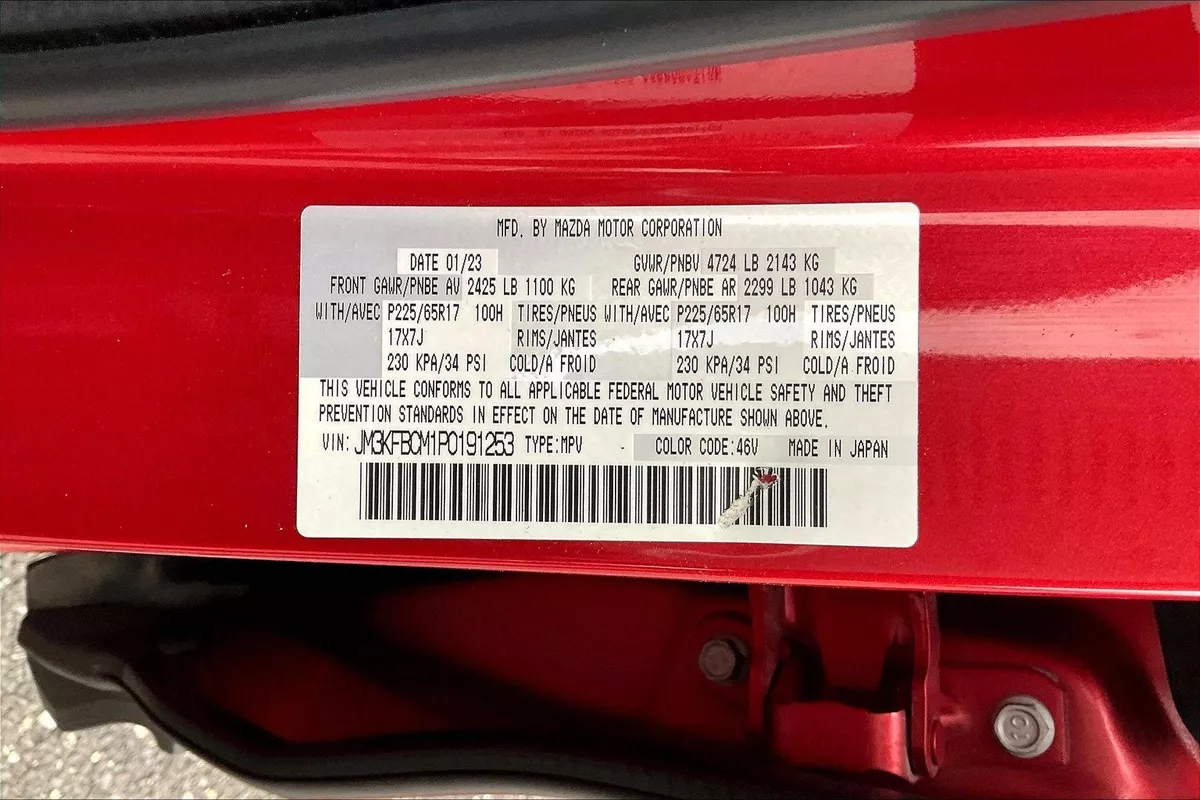 MFD. BY MAZDA MOTOR CORPORATION
DATE 01/23 GVWR/PNBV 4724 LB 2143 KG
FRONT GAWR/PNBE AV 2425 LB 1100 KG REAR GAWR/PNBE AR 2299 LB 1043 KG
WITH/AVEC P225/65R17 100H TIRES/PNEUS WITH/AVEC P225/65R17 100H TIRES/PNEUS
17X7J RIMS/JANTES 17X7J RIMS/JANTES
230 KPA/34 PSI COLD/A FROID 230 KPA/34 PSI COLD/A FROID
THIS VEHICLE CONFORMS TO ALL APPLICABLE FEDERAL MOTOR VEHICLE SAFETY AND THEFT
PREVENTION STANDARDS IN EFFECT ON THE DATE OF MANUFACTURE SHOWN ABOVE.
VIN: JM3KFBCM1P0191253 TYPE:MPV - COLOR CODE:46V MADE IN JAPAN
10